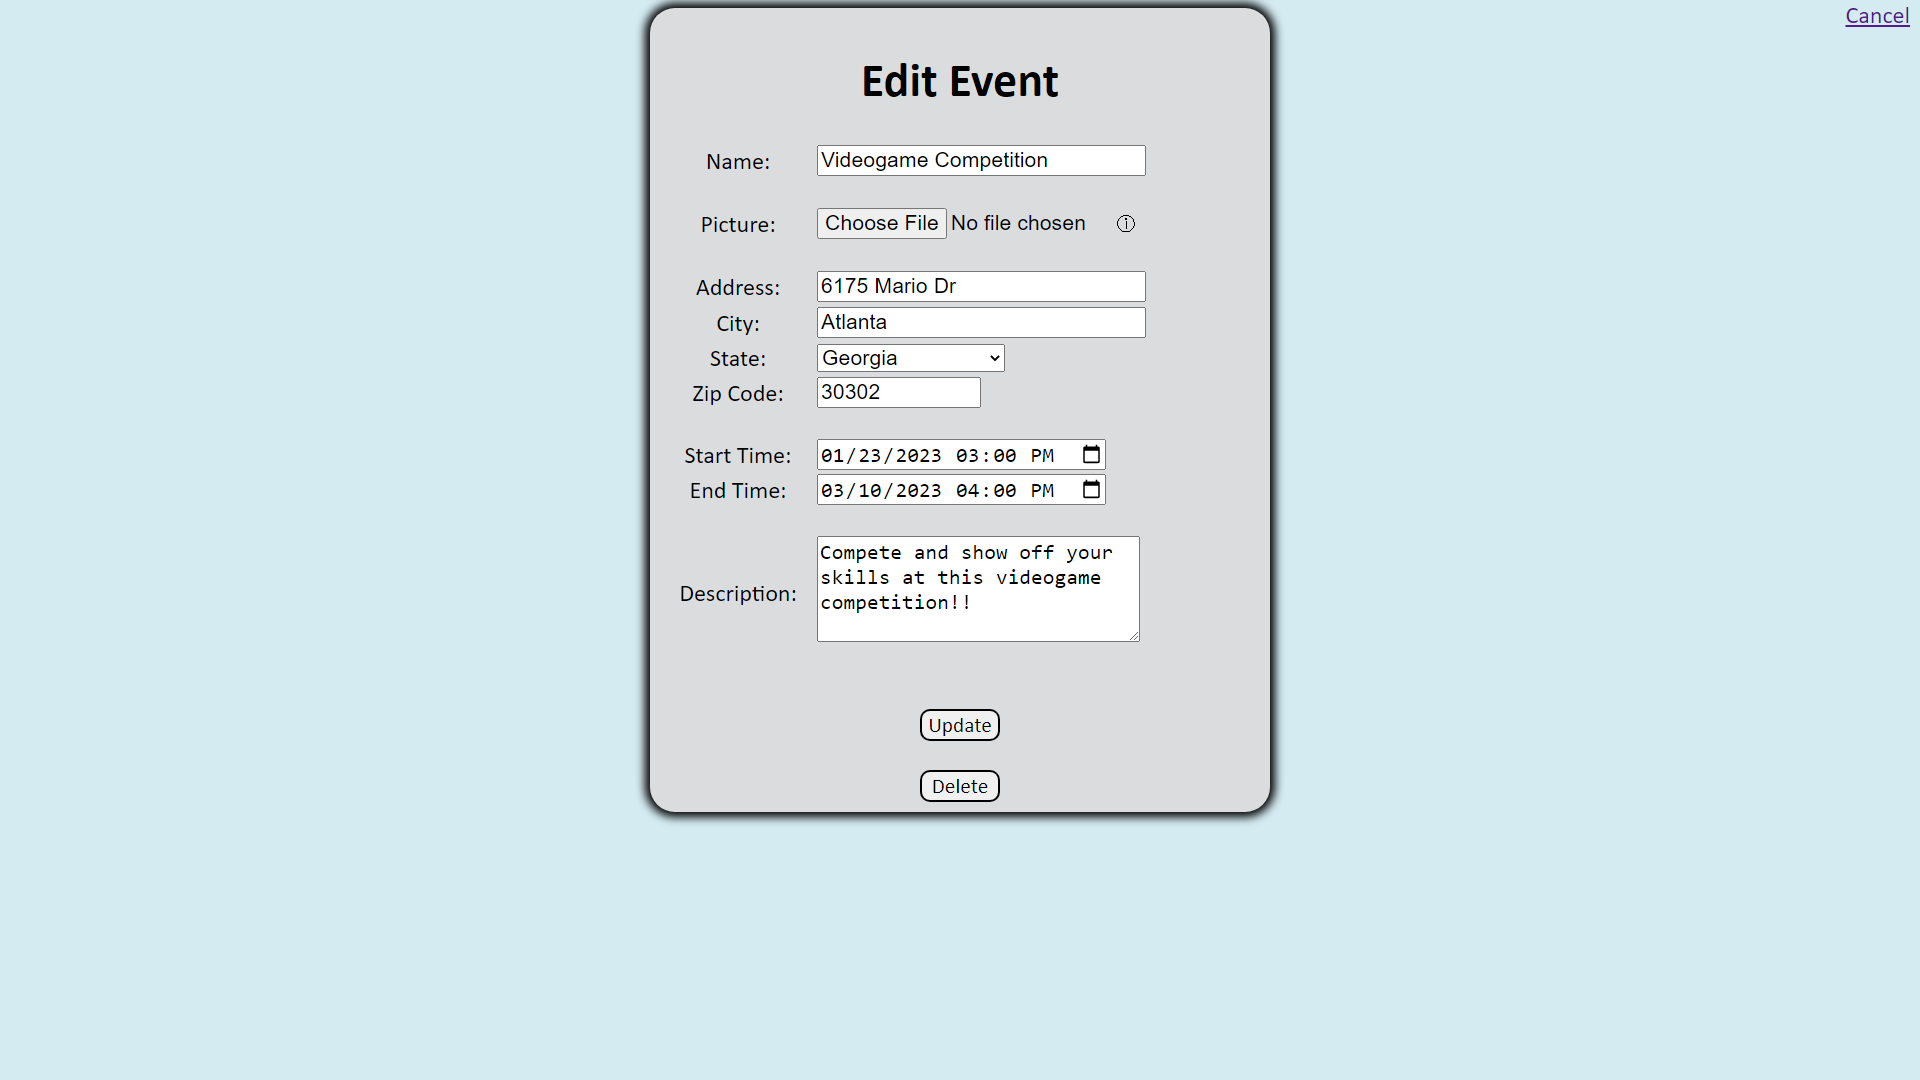 Cancel
Edit Event
Name: Videogame Competition
Picture: Choose File No file chosen ⓘ
Address: 6175 Mario Dr
City: Atlanta
State: Georgia
Zip Code: 30302
Start Time: 01/23/2023 03:00 PM
End Time: 03/10/2023 04:00 PM
Description: Compete and show off your
skills at this videogame
competition!!
Update
Delete